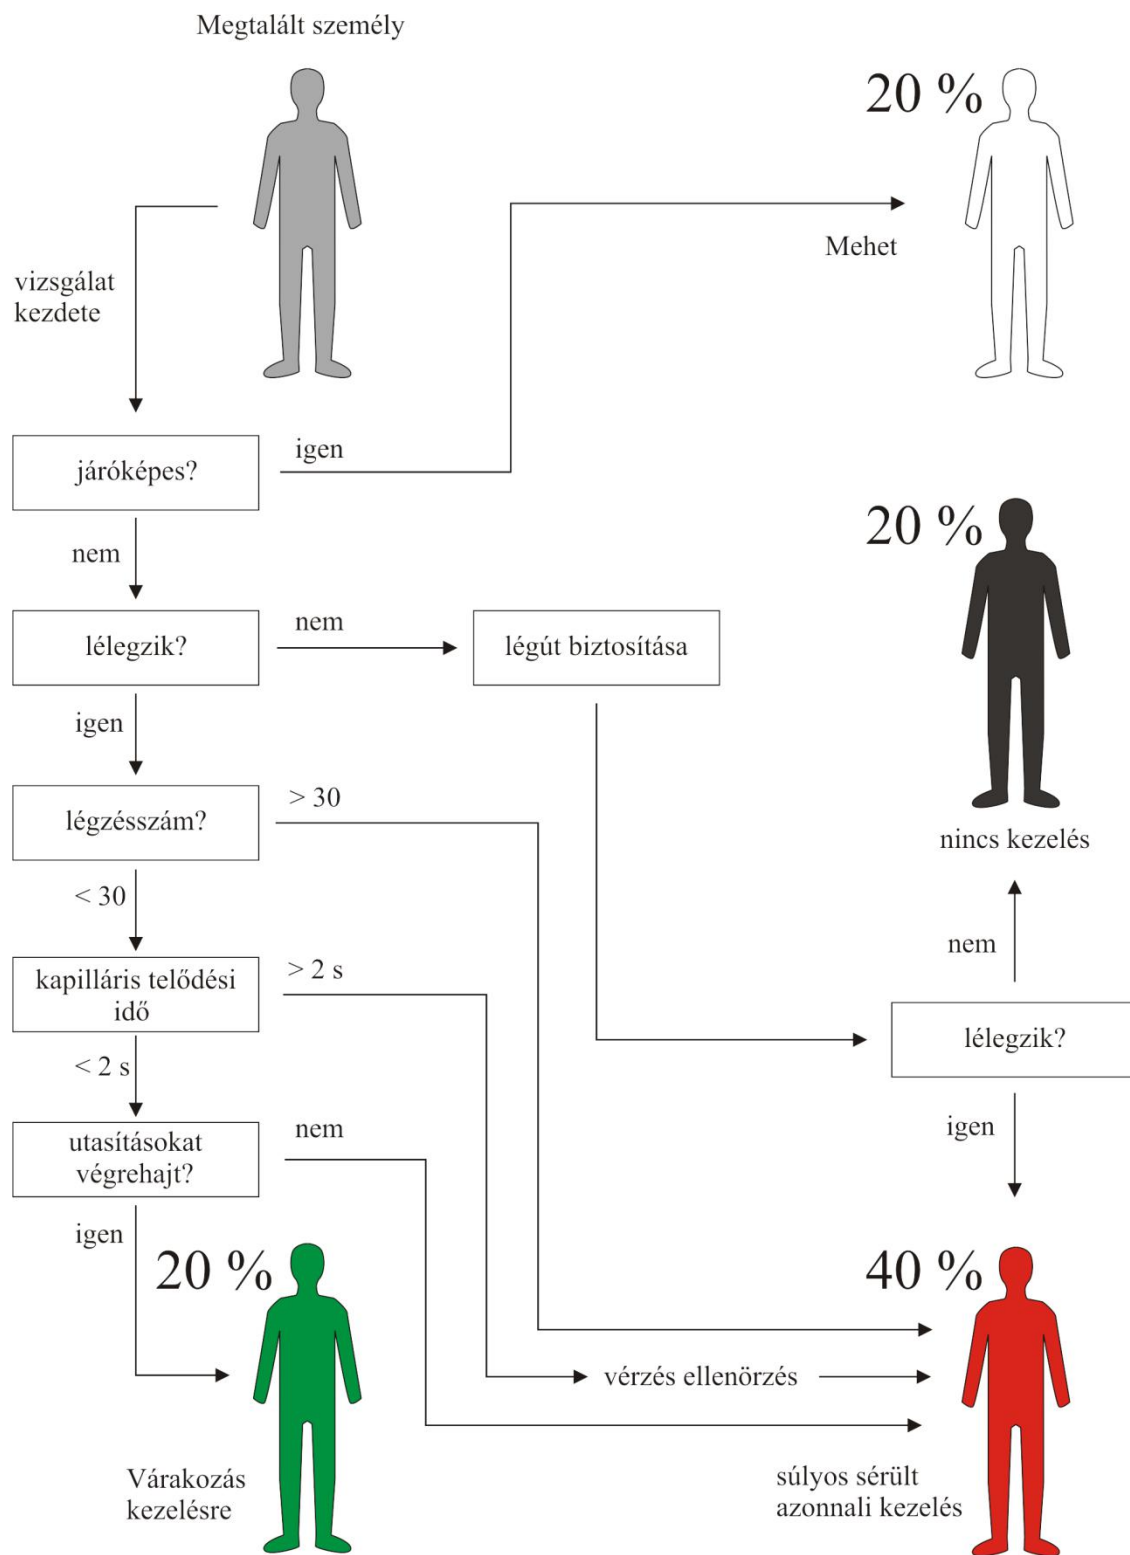 Megtalált személy
20 %
Mehet
vizsgálat
kezdete
járóképes?
igen
nem
20 %
nincs kezelés
lélegzik?
nem
légút biztosítása
igen
légzésszám?
> 30
< 30
nem
lélegzik?
igen
kapilláris telődési
idő
> 2 s
< 2 s
utasításokat
végrehajt?
nem
igen
20 %
Várakozás
kezelésre
40 %
vérzés ellenörzés
súlyos sérült
azonnali kezelés